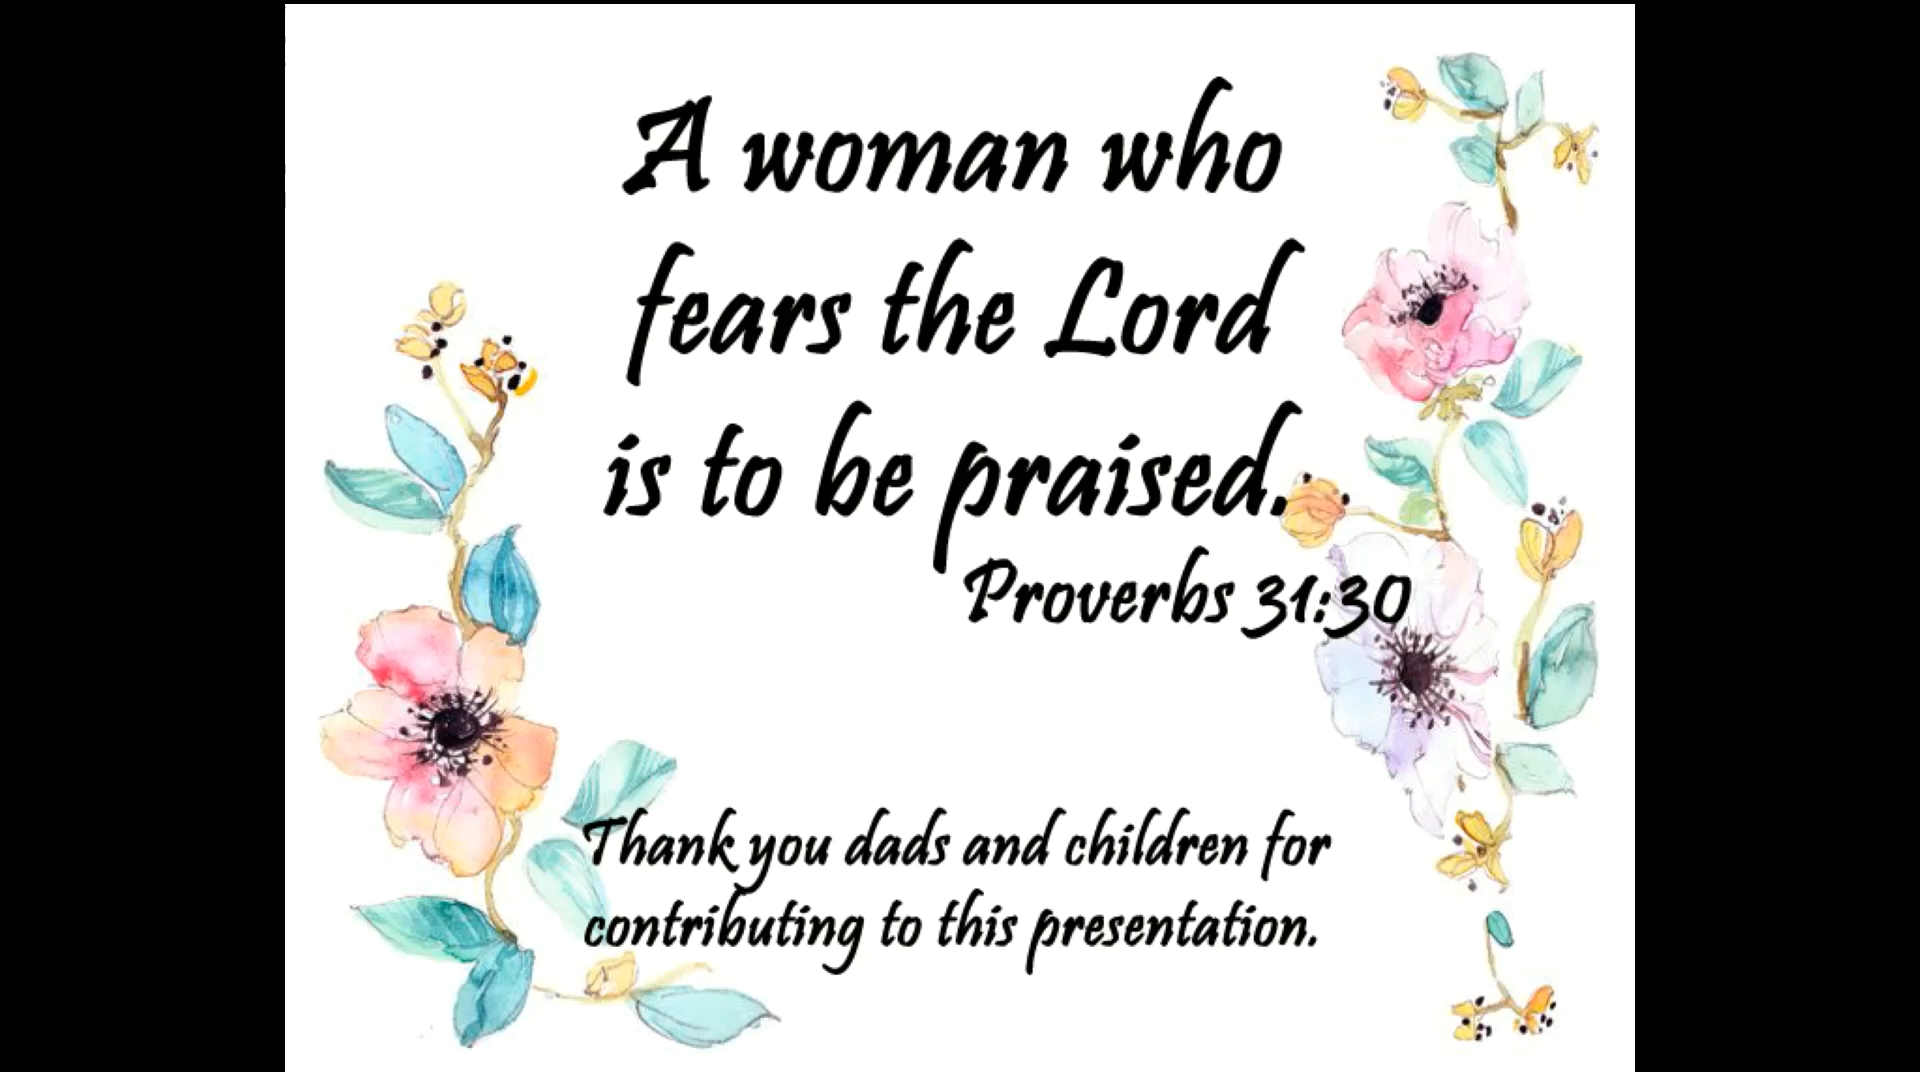 A woman who
fears the Lord
is to be praised.
Proverbs 31:30
Thank you dads and children for
contributing to this presentation.